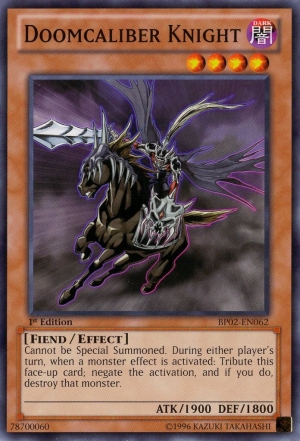 DOOMCALIBER KNIGHT
DARK
闇
1st Edition
BP02-EN062
[FIEND / EFFECT]
Cannot be Special Summoned. During either player's
turn, when a monster effect is activated: Tribute this
face-up card; negate the activation, and if you do,
destroy that monster.
ATK/1900 DEF/1800
78700060
©1996 KAZUKI TAKAHASHI